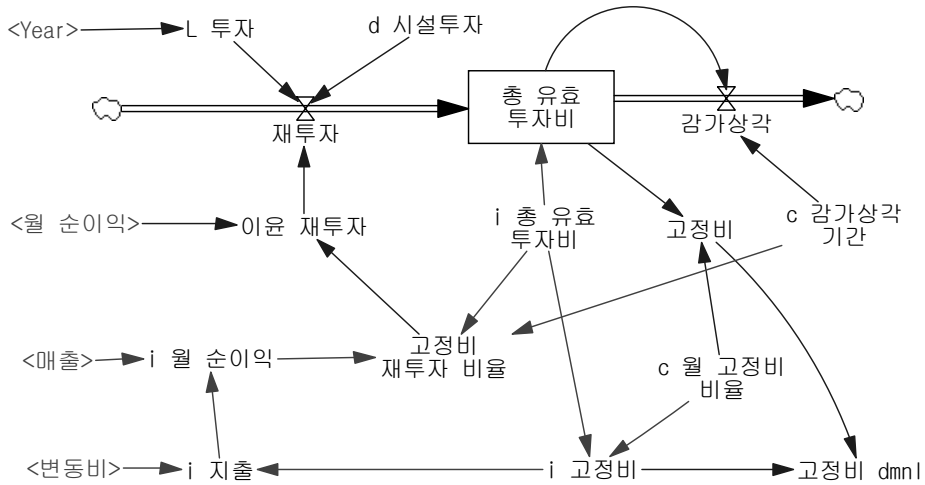 <Year>
L 투자
d 시설투자
총 유효
투자비
재투자
감가상각
<월 순이익>
이윤 재투자
i 총 유효
투자비
고정비
c 감가상각
기간
<매출>
i 월 순이익
고정비
재투자 비율
c 월 고정비
비율
<변동비>
i 지출
i 고정비
고정비 dmnl